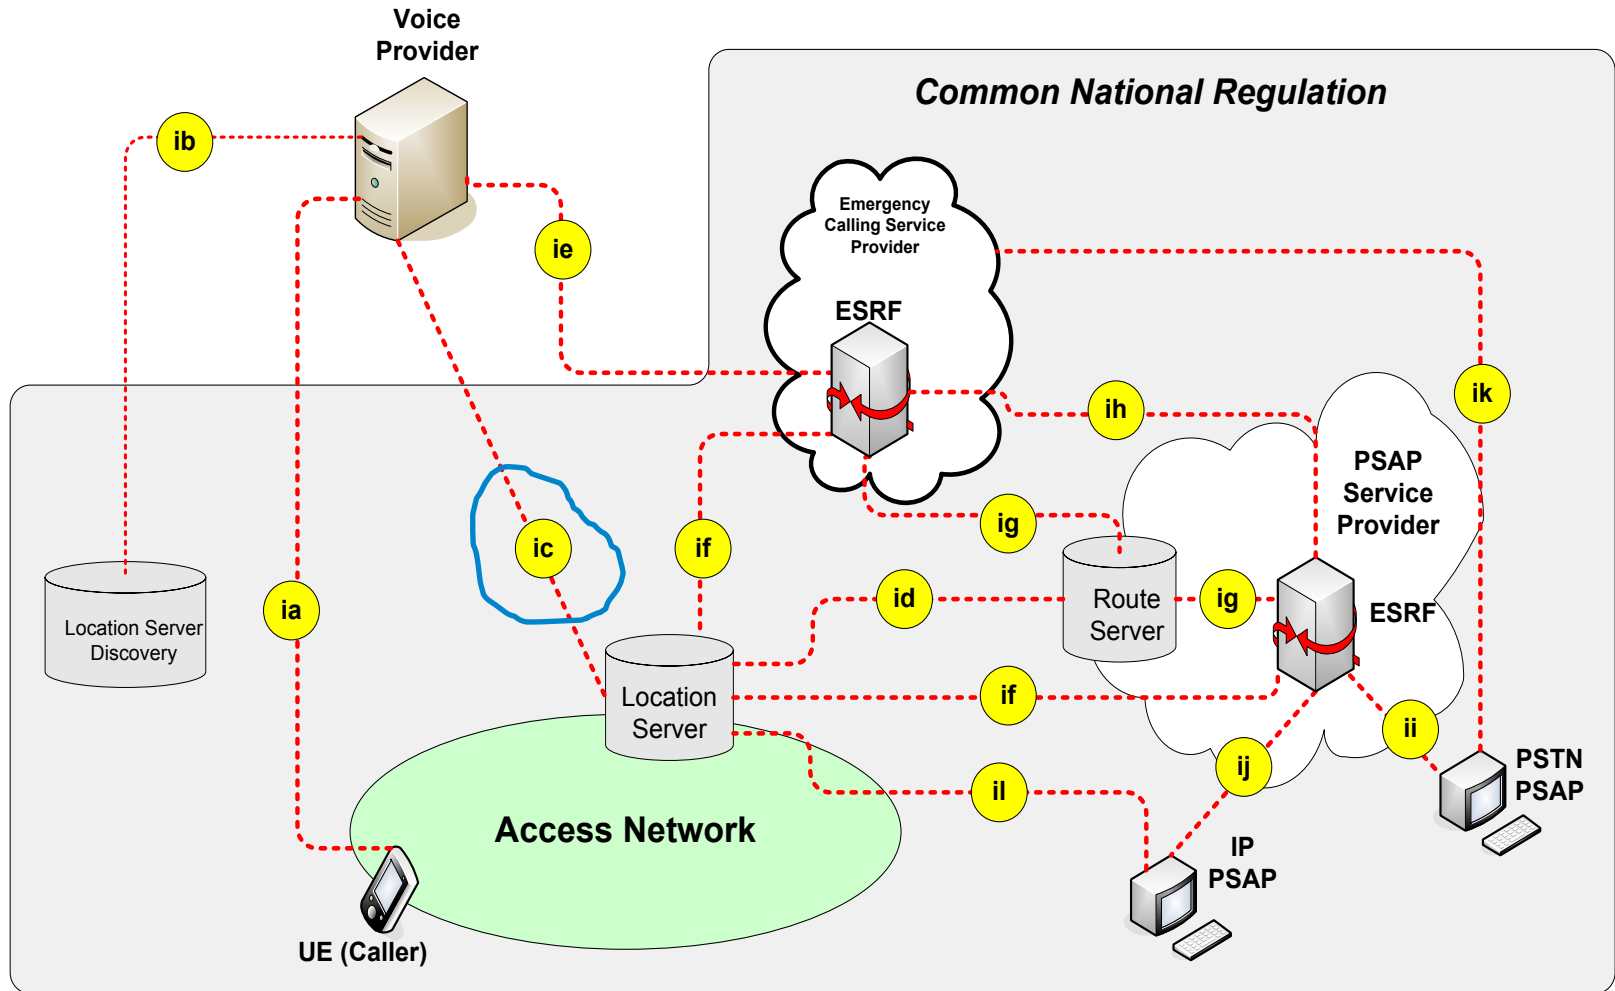 Voice
Provider
Common National Regulation
ib
Emergency
Calling Service
Provider
ie
ESRF
ih
ik
PSAP
Service
Provider
ig
ic
if
id
Route
Server
ig
ESRF
ia
Location Server
Discovery
Location
Server
if
ii
ij
PSTN
PSAP
il
Access Network
IP
PSAP
UE (Caller)